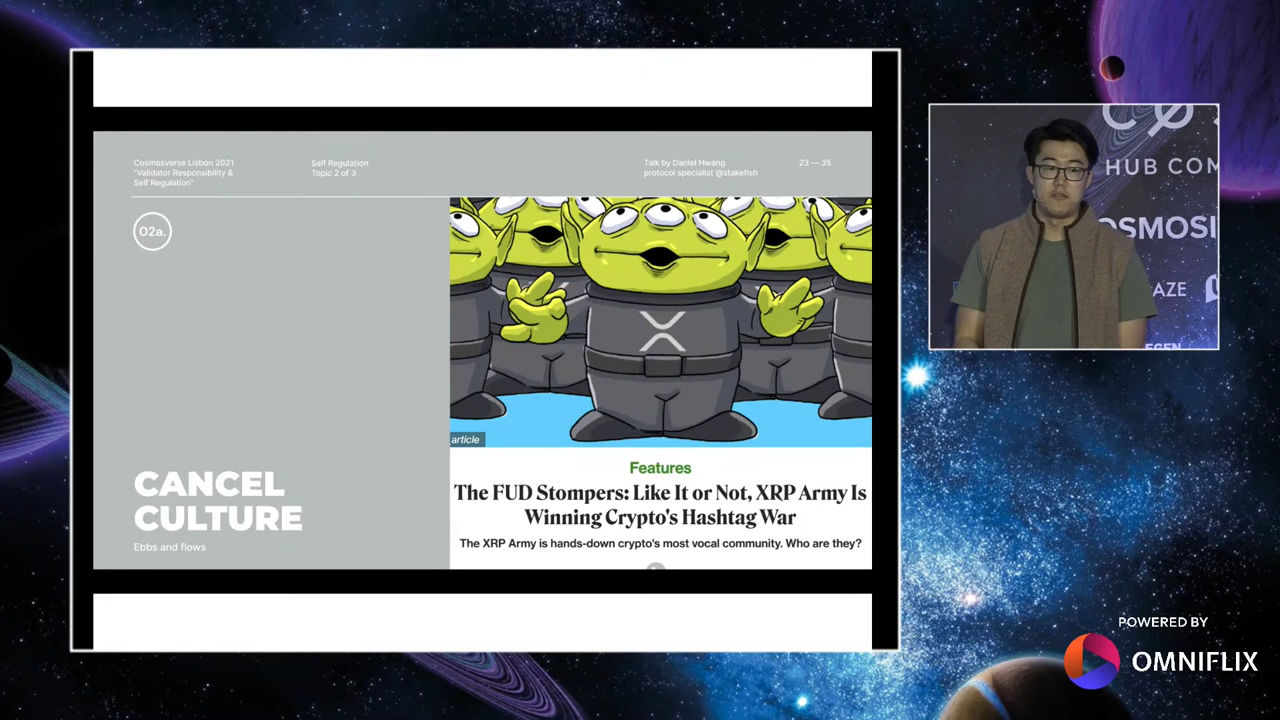 Cosmosverse Lisbon 2021
"Validator Responsibility &
Self Regulation"
Self Regulation
Topic 2 of 3
Talk by Daniel Hwang
protocol specialist @stakefish
23 — 35
02a.
CANCEL
CULTURE
Ebbs and flows
article
Features
The FUD Stompers: Like It or Not, XRP Army Is
Winning Crypto's Hashtag War
The XRP Army is hands-down crypto's most vocal community. Who are they?
HUB COM
OSMOSI
AZE
EGEN
POWERED BY
OMNIFLIX